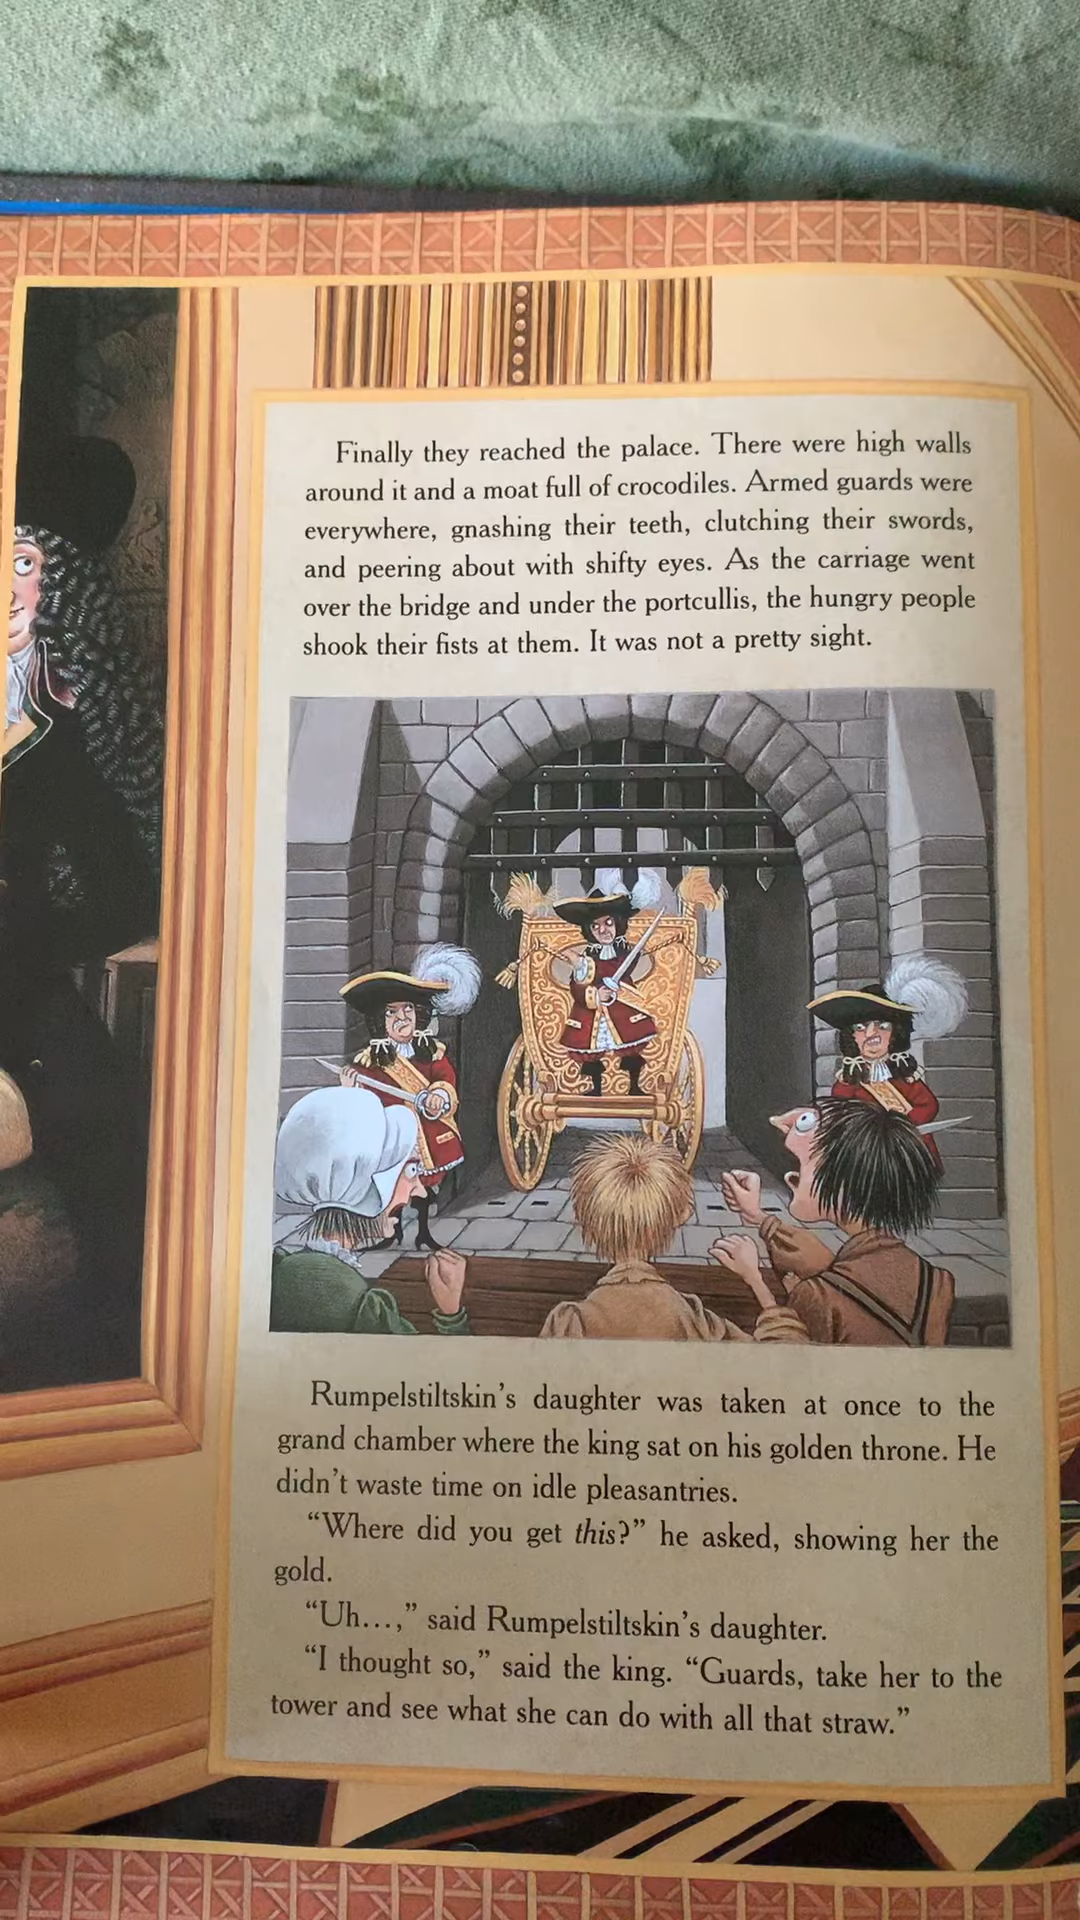 Finally they reached the palace. There were high walls
around it and a moat full of crocodiles. Armed guards were
everywhere, gnashing their teeth, clutching their swords,
and peering about with shifty eyes. As the carriage went
over the bridge and under the portcullis, the hungry people
shook their fists at them. It was not a pretty sight.
Rumpelstiltskin’s daughter was taken at once to the
grand chamber where the king sat on his golden throne. He
didn’t waste time on idle pleasantries.
“Where did you get this?” he asked, showing her the
gold.
“Uh...,” said Rumpelstiltskin’s daughter.
“I thought so,” said the king. “Guards, take her to the
tower and see what she can do with all that straw.”